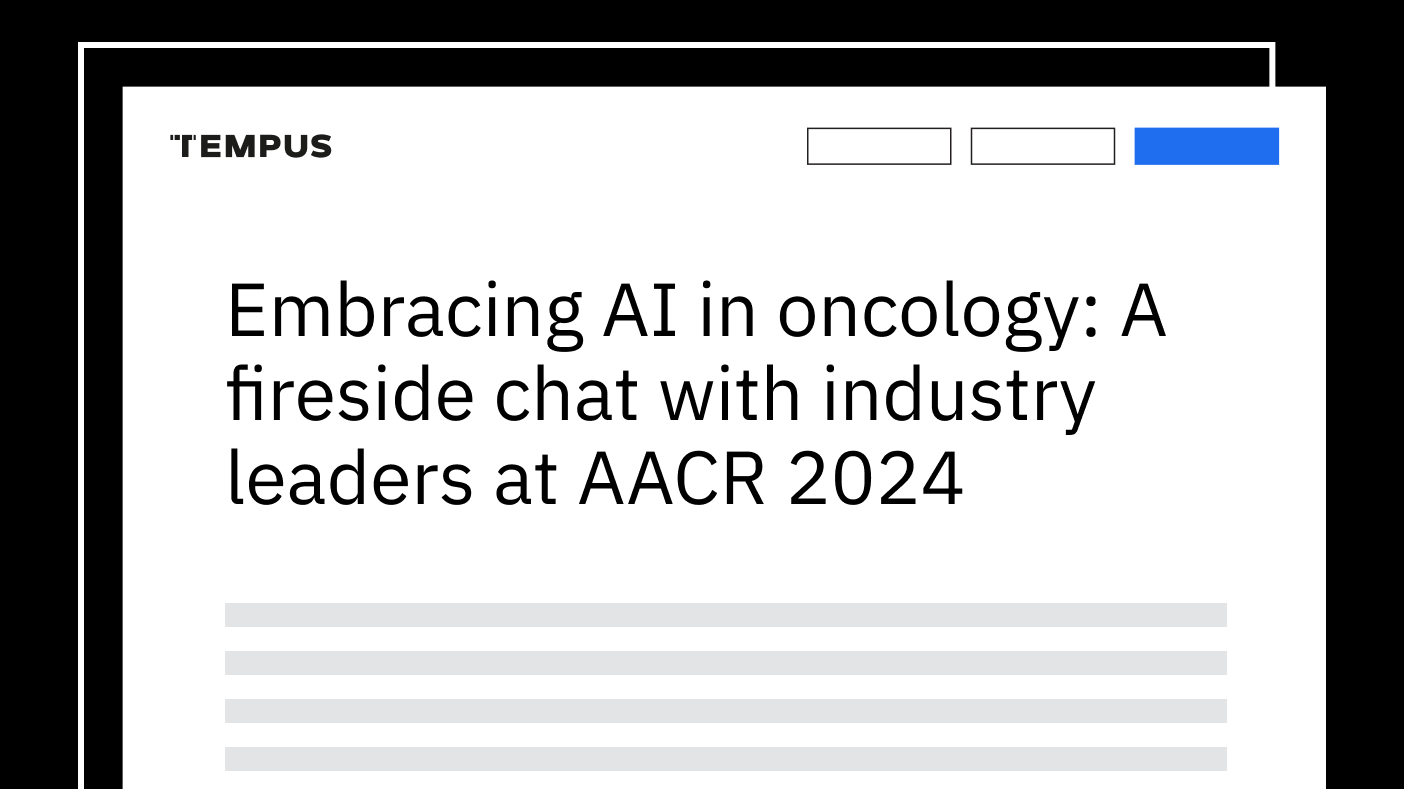 TEMPUS
Embracing AI in oncology: A
fireside chat with industry
leaders at AACR 2024